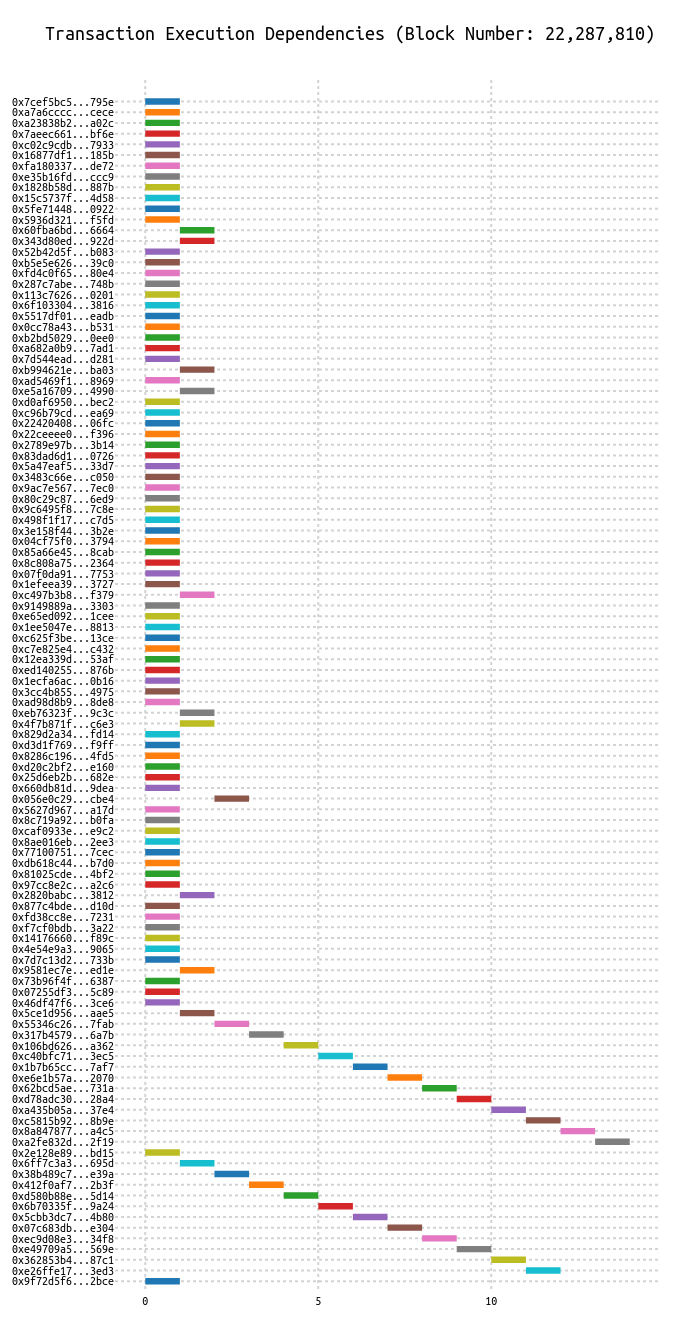 Transaction Execution Dependencies (Block Number: 22,287,810)
0x7cef5bc5...795e
0xa7a6cccc...cece
0xa23838b2...a02c
0x7aeec661...bf6e
0xc02c9cdb...7933
0x16877df1...185b
0xfa180337...de72
0xe35b16fd...ccc9
0x1828b58d...887b
0x15c5737f...4d58
0x5fe71448...0922
0x5936d321...f5fd
0x60fba6bd...6664
0x343d80ed...922d
0x52b42d5f...b083
0xb5e5e626...39c0
0xfd4c0f65...80e4
0x287c7abe...748b
0x113c7626...0201
0x6f103304...3816
0x5517df01...eadb
0x0cc78a43...b531
0xb2bd5029...0ee0
0xa682a0b9...7ad1
0x7d544ead...d281
0xb994621e...ba03
0xad5469f1...8969
0xe5a16709...4990
0xd0af6950...bec2
0xc96b79cd...ea69
0x22420408...06fc
0x22ceeee0...f396
0x2789e97b...3b14
0x83dad6d1...0726
0x5a47eaf5...33d7
0x3483c66e...c050
0x9ac7e567...7ec0
0x80c29c87...6ed9
0x9c6495f8...7c8e
0x498f1f17...c7d5
0x3e158f44...3b2e
0x04cf75f0...3794
0x85a66e45...8cab
0x8c808a75...2364
0x07f0da91...7753
0x1efeea39...3727
0xc497b3b8...f379
0x9149889a...3303
0xe65ed092...1cee
0x1ee5047e...8813
0xc625f3be...13ce
0xc7e825e4...c432
0x12ea339d...53af
0xed140255...876b
0x1ecfa6ac...0b16
0x3cc4b855...4975
0xad98d8b9...8de8
0xeb76323f...9c3c
0x4f7b871f...c6e3
0x829d2a34...fd14
0xd3d1f769...f9ff
0x8286c196...4fd5
0xd20c2bf2...e160
0x25d6eb2b...682e
0x660db81d...9dea
0x056e0c29...cbe4
0x5627d967...a17d
0x8c719a92...b0fa
0xcaf0933e...e9c2
0x8ae016eb...2ee3
0x77100751...7cec
0xdb618c44...b7d0
0x81025cde...4bf2
0x97cc8e2c...a2c6
0x2820babc...3812
0x877c4bde...d10d
0xfd38cc8e...7231
0xf7cf0bdb...3a22
0x14176660...f89c
0x4e54e9a3...9065
0x7d7c13d2...733b
0x9581ec7e...ed1e
0x73b96f4f...6387
0x07255df3...5c89
0x46df47f6...3ce6
0x5ce1d956...aae5
0x55346c26...7fab
0x317b4579...6a7b
0x106bd626...a362
0xc40bfc71...3ec5
0x1b7b65cc...7af7
0xe6e1b57a...2070
0x62bcd5ae...731a
0xd78adc30...28a4
0xa435b05a...37e4
0xc5815b92...8b9e
0x8a847877...a4c5
0xa2fe832d...2f19
0x2e128e89...bd15
0x6ff7c3a3...695d
0x38b489c7...e39a
0x412f0af7...2b3f
0xd580b88e...5d14
0x6b70335f...9a24
0x5cbb3dc7...4b80
0x07c683db...e304
0xec9d08e3...34f8
0xe49709a5...569e
0x362853b4...87c1
0xe26ffe17...3ed3
0x9f72d5f6...2bce
0 5 10